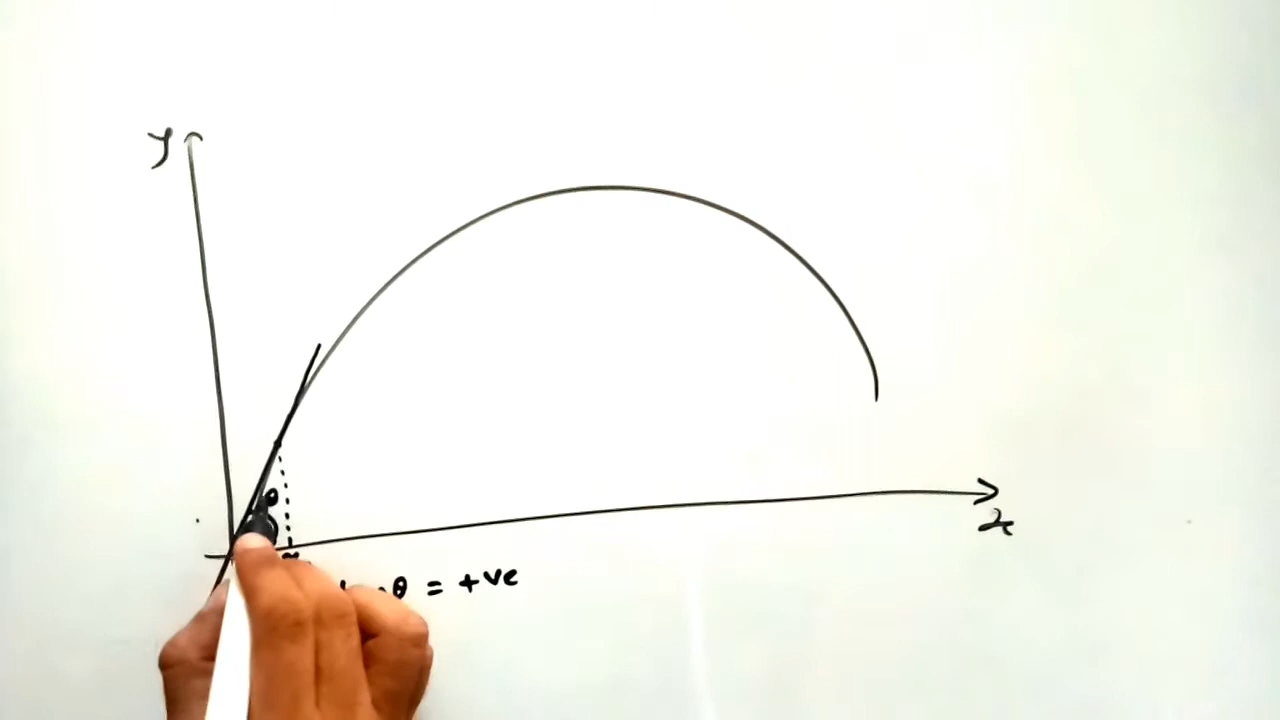 y
θ
x
θ = +ve